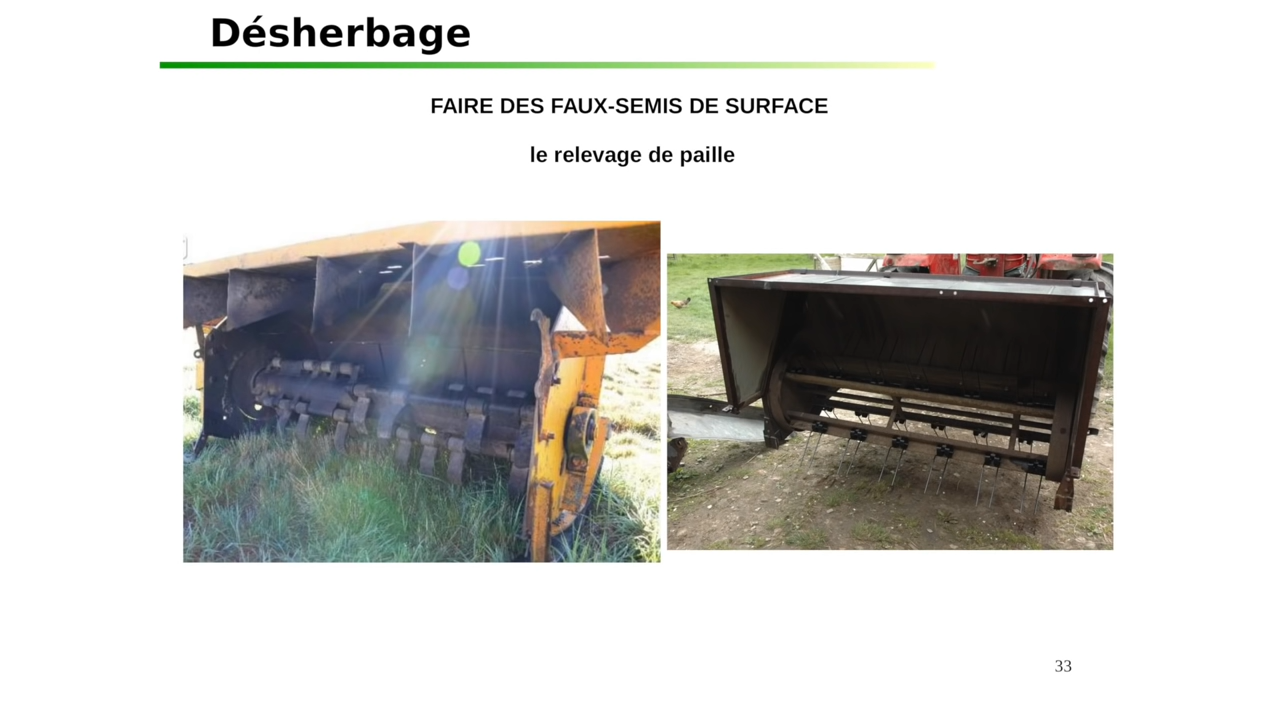 Désherbage
FAIRE DES FAUX-SEMIS DE SURFACE
le relevage de paille
33